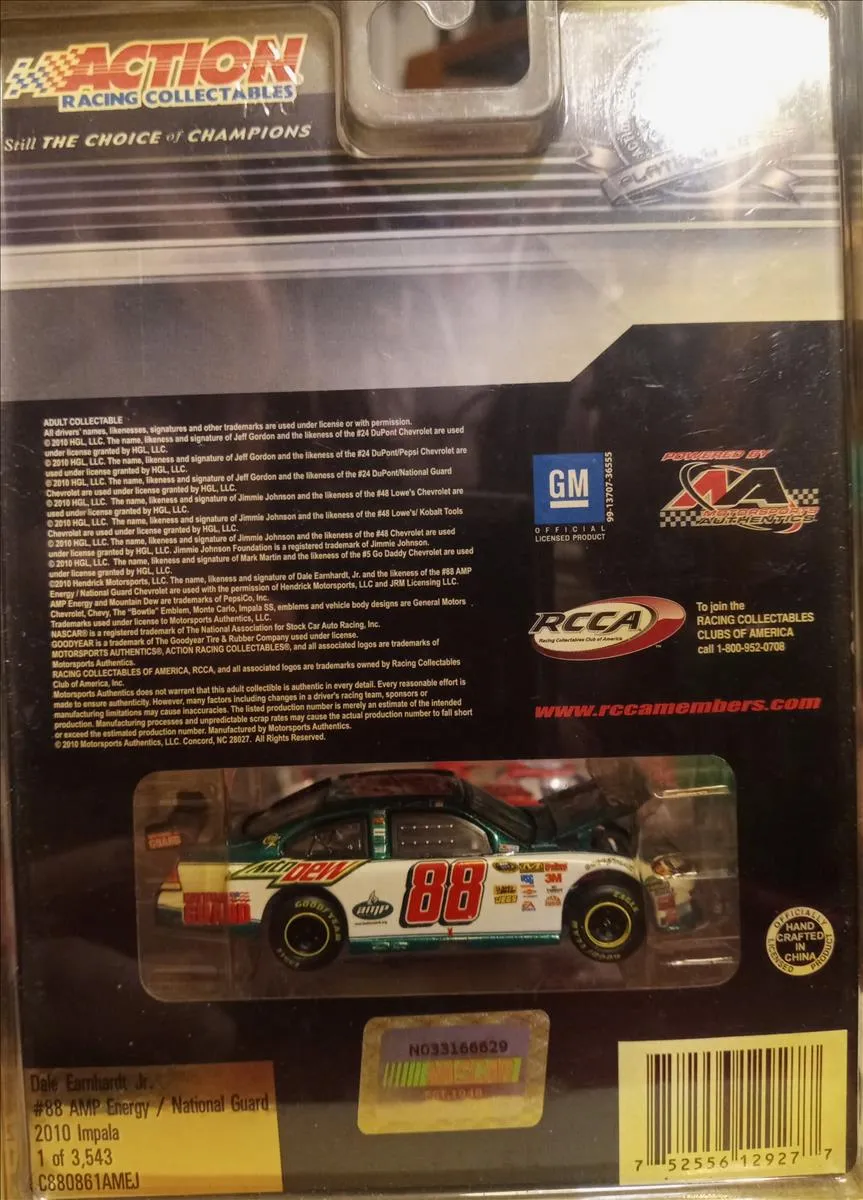 ACTION
RACING COLLECTABLES
Still THE CHOICE of CHAMPIONS
ADULT COLLECTABLE
All drivers' names, likenesses, signatures and other trademarks are used under license or with permission.
© 2010 HGL, LLC. The name, likeness and signature of Jeff Gordon and the likeness of the #24 DuPont Chevrolet are used
under license granted by HGL, LLC.
© 2010 HGL, LLC. The name, likeness and signature of Jeff Gordon and the likeness of the #24 DuPont/Pepsi Chevrolet are
used under license granted by HGL, LLC.
© 2010 HGL, LLC. The name, likeness and signature of Jeff Gordon and the likeness of the #24 DuPont/National Guard
Chevrolet are used under license granted by HGL, LLC.
© 2010 HGL, LLC. The name, likeness and signature of Jimmie Johnson and the likeness of the #48 Lowe's Chevrolet are
used under license granted by HGL, LLC.
© 2010 HGL, LLC. The name, likeness and signature of Jimmie Johnson and the likeness of the #48 Lowe's/ Kobalt Tools
Chevrolet are used under license granted by HGL, LLC.
© 2010 HGL, LLC. The name, likeness and signature of Jimmie Johnson and the likeness of the #48 Chevrolet are used
under license granted by HGL, LLC. Jimmie Johnson Foundation is a registered trademark of Jimmie Johnson.
© 2010 HGL, LLC. The name, likeness and signature of Mark Martin and the likeness of the #5 Go Daddy Chevrolet are used
under license granted by HGL, LLC.
©2010 Hendrick Motorsports, LLC. The name, likeness and signature of Dale Earnhardt, Jr. and the likeness of the #88 AMP
Energy / National Guard Chevrolet are used with the permission of Hendrick Motorsports, LLC and JRM Licensing LLC.
AMP Energy and Mountain Dew are trademarks of PepsiCo, Inc.
Chevrolet, Chevy, The "Bowtie" Emblem, Monte Carlo, Impala SS, emblems and vehicle body designs are General Motors
Trademarks used under license to Motorsports Authentics, LLC.
NASCAR® is a registered trademark of The National Association for Stock Car Auto Racing, Inc.
GOODYEAR is a trademark of The Goodyear Tire & Rubber Company used under license.
MOTORSPORTS AUTHENTICS®, ACTION RACING COLLECTABLES®, and all associated logos are trademarks of
Motorsports Authentics.
RACING COLLECTABLES OF AMERICA, RCCA, and all associated logos are trademarks owned by Racing Collectables
Club of America, Inc.
Motorsports Authentics does not warrant that this adult collectible is authentic in every detail. Every reasonable effort is
made to ensure authenticity. However, many factors including changes in a driver's racing team, sponsors or
manufacturing limitations may cause inaccuracies. The listed production number is merely an estimate of the intended
production. Manufacturing processes and unpredictable scrap rates may cause the actual production number to fall short
or exceed the estimated production number. Manufactured by Motorsports Authentics.
© 2010 Motorsports Authentics, LLC. Concord, NC 28027. All Rights Reserved.
GM
OFFICIAL
LICENSED PRODUCT
99-13707-36555
POWERED BY
MA
MOTORSPORTS
AUTHENTICS
RCCA
Racing Collectables Club of America
To join the
RACING COLLECTABLES
CLUBS OF AMERICA
call 1-800-952-0708
www.rccamembers.com
Mtn DEW
GUARD
amp
88
3M
GOODYEAR
EAGLE
OFFICIALLY
LICENSED PRODUCT
HAND
CRAFTED
IN
CHINA
N033166629
NASCAR
EST. 1948
Dale Earnhardt Jr.
#88 AMP Energy / National Guard
2010 Impala
1 of 3,543
C880861AMEJ
7 52556 12927 7